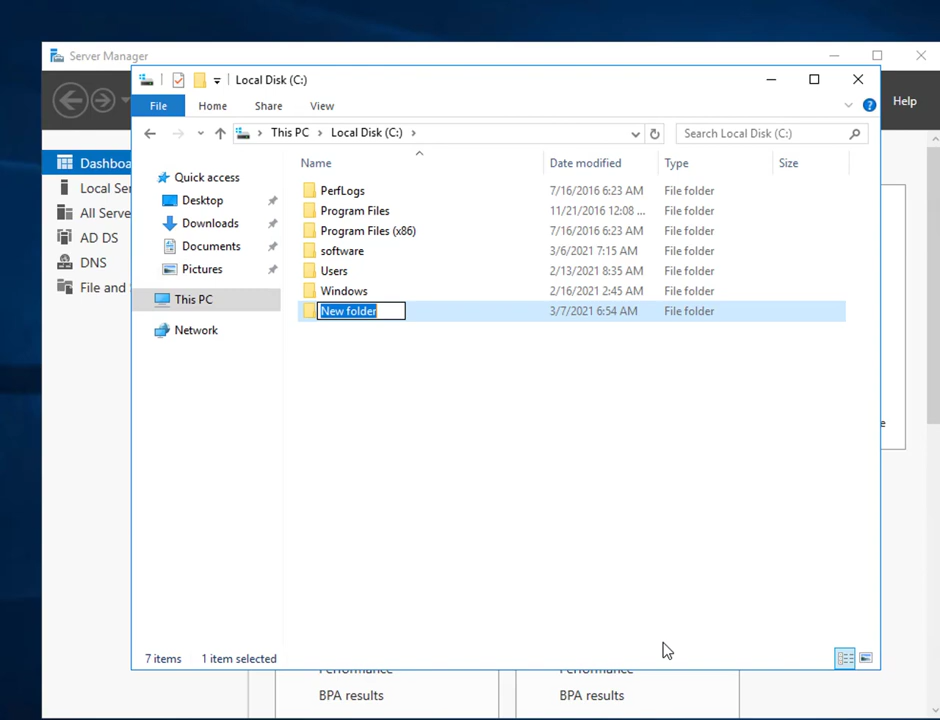 Server Manager
Local Disk (C:)
File Home Share View
Help
This PC Local Disk (C:)
Search Local Disk (C:)
Name Date modified Type Size
Dashboa
Local Ser
All Serve
AD DS
DNS
File and
Quick access
Desktop
Downloads
Documents
Pictures
This PC
Network
PerfLogs 7/16/2016 6:23 AM File folder
Program Files 11/21/2016 12:08 ... File folder
Program Files (x86) 7/16/2016 6:23 AM File folder
software 3/6/2021 7:15 AM File folder
Users 2/13/2021 8:35 AM File folder
Windows 2/16/2021 2:45 AM File folder
New folder 3/7/2021 6:54 AM File folder
e
7 items 1 item selected
Performance Performance
BPA results BPA results